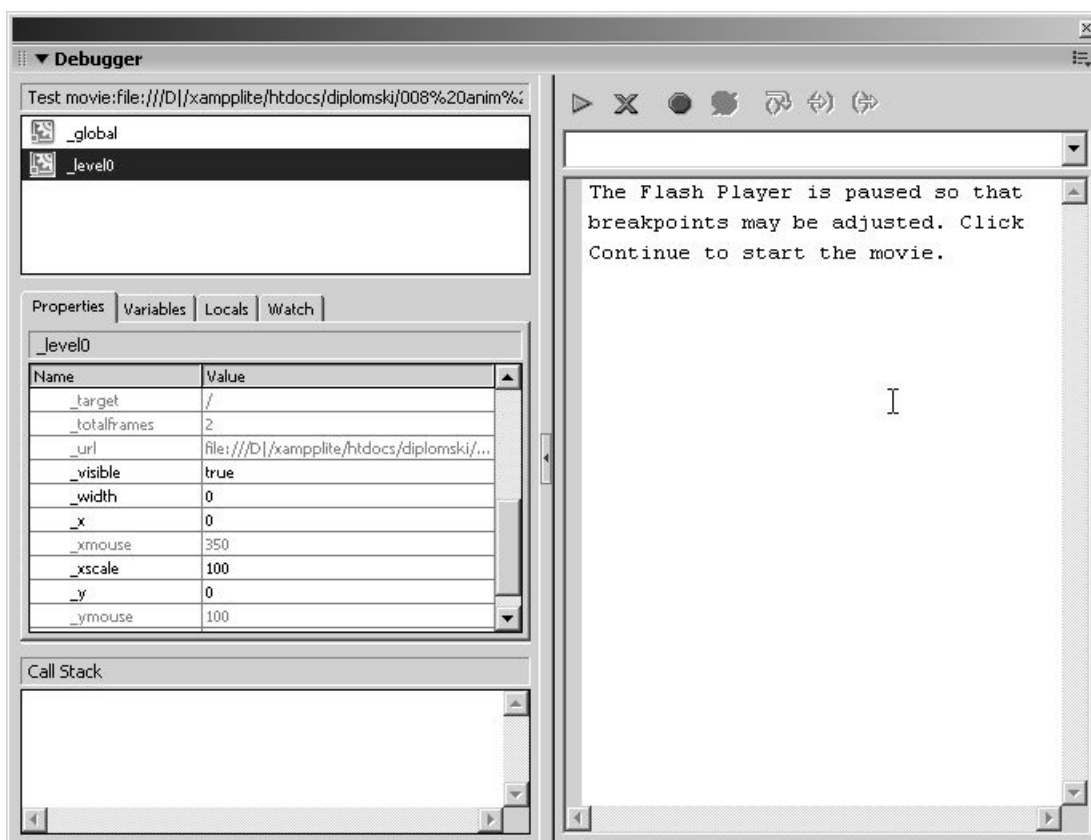 Debugger
Test movie:file:///D|/xampplite/htdocs/diplomski/008%20anim%2
_global
_level0
Properties Variables Locals Watch
_level0
Name Value
_target /
_totalframes 2
_url file:///D|/xampplite/htdocs/diplomski/...
_visible true
_width 0
_x 0
_xmouse 350
_xscale 100
_y 0
_ymouse 100
Call Stack
The Flash Player is paused so that
breakpoints may be adjusted. Click
Continue to start the movie.